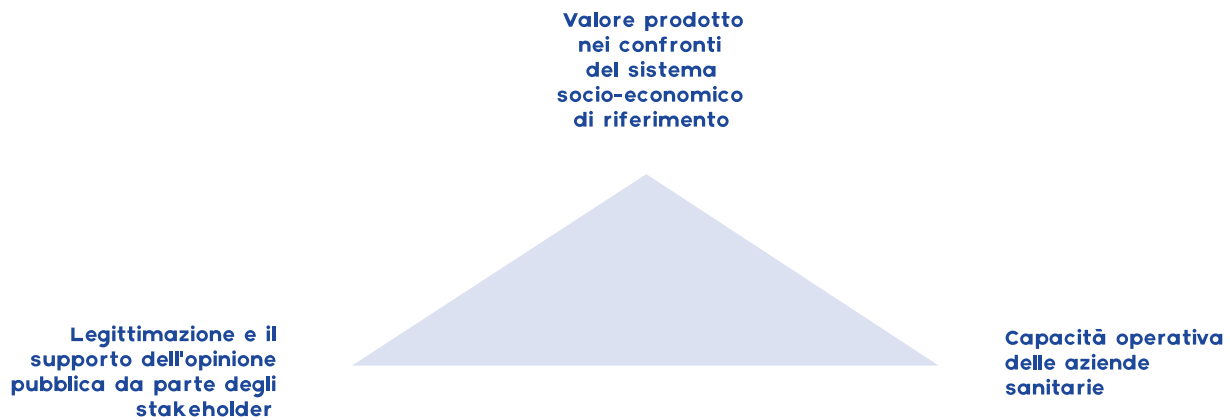 Valore prodotto
nei confronti
del sistema
socio-economico
di riferimento
Legittimazione e il
supporto dell'opinione
pubblica da parte degli
stakeholder
Capacità operativa
delle aziende
sanitarie